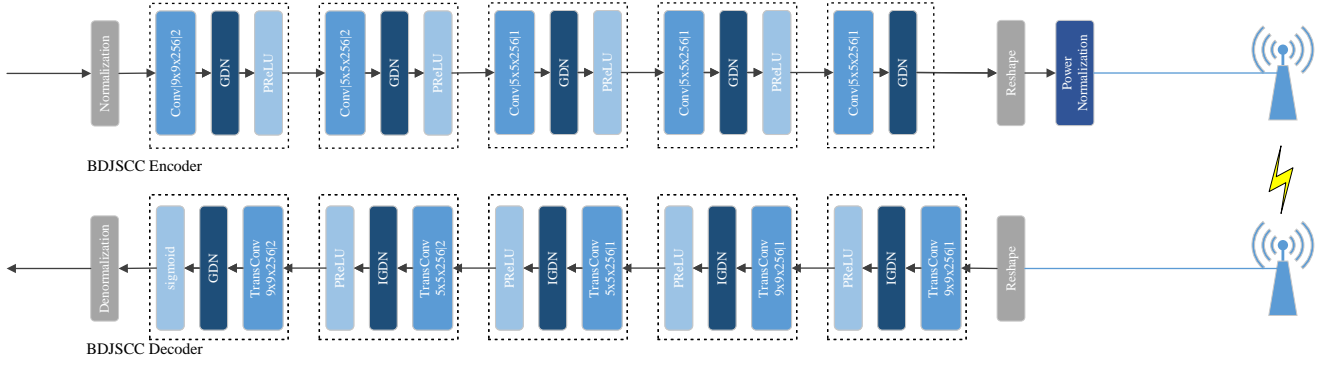 Normalization
Conv|9x9x256|2
GDN
PReLU
Conv|5x5x256|2
GDN
PReLU
Conv|5x5x256|1
GDN
PReLU
Conv|5x5x256|1
GDN
PReLU
Conv|5x5x256|1
GDN
Reshape
Power
Normalization
BDJSCC Encoder
Denormalization
sigmoid
GDN
TransConv
9x9x256|2
PReLU
IGDN
TransConv
5x5x256|2
PReLU
IGDN
TransConv
5x5x256|1
PReLU
IGDN
TransConv
9x9x256|1
PReLU
IGDN
TransConv
9x9x256|1
Reshape
BDJSCC Decoder